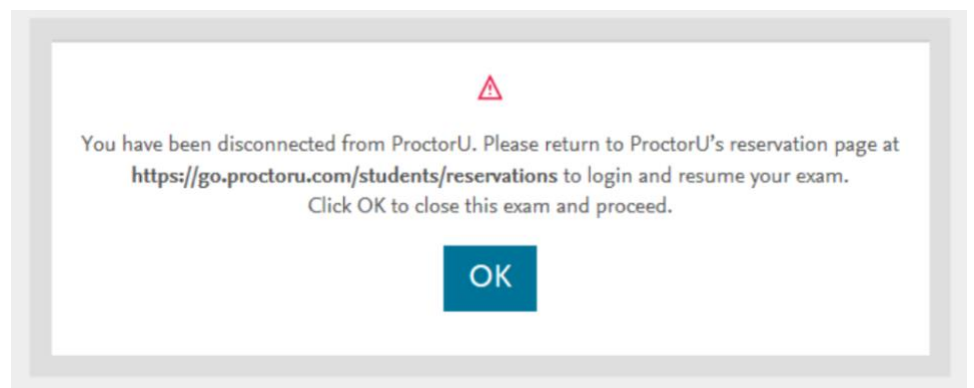 You have been disconnected from ProctorU. Please return to ProctorU’s reservation page at
https://go.proctoru.com/students/reservations to login and resume your exam.
Click OK to close this exam and proceed.
OK